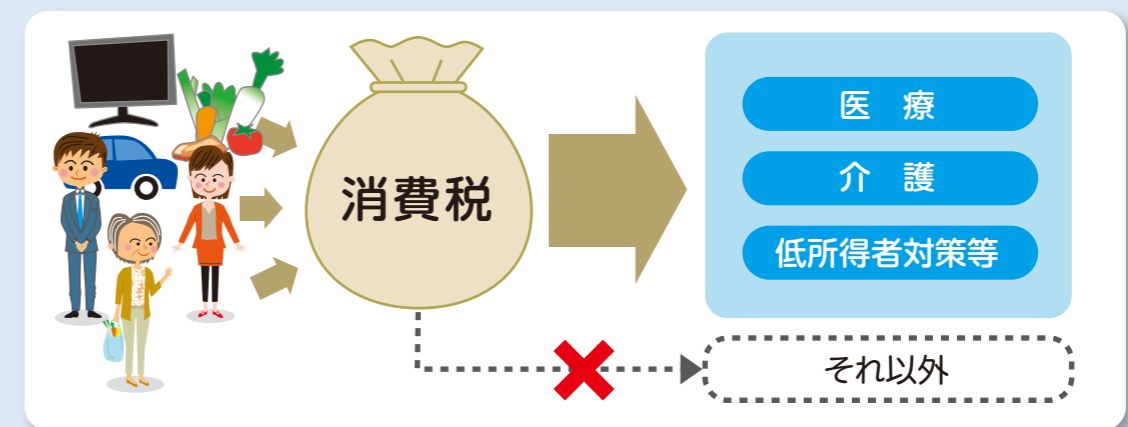 消費税
医　療
介　護
低所得者対策等
それ以外